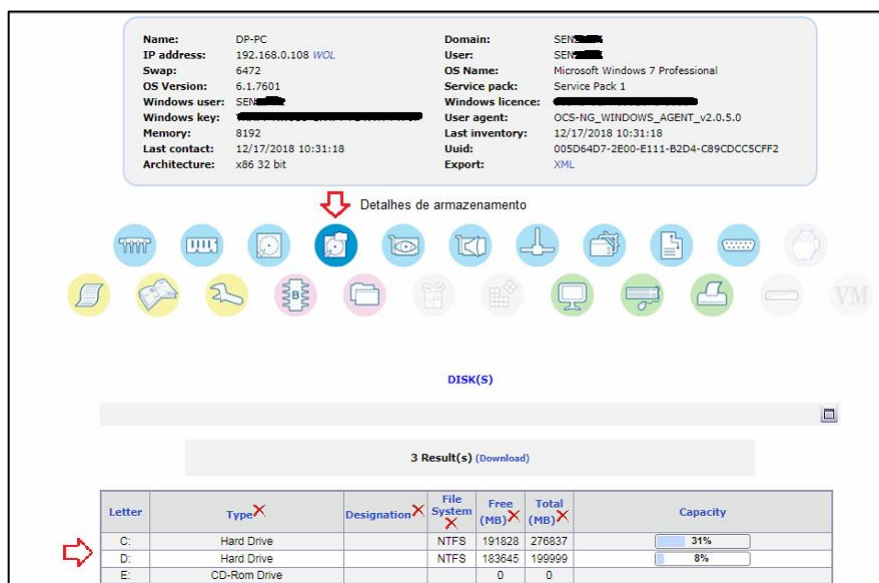 Name: DP-PC Domain: SEN
IP address: 192.168.0.108 WOL User: SEN
Swap: 6472 OS Name: Microsoft Windows 7 Professional
OS Version: 6.1.7601 Service pack: Service Pack 1
Windows user: SEN Windows licence:
Windows key: User agent: OCS-NG_WINDOWS_AGENT_v2.0.5.0
Memory: 8192 Last inventory: 12/17/2018 10:31:18
Last contact: 12/17/2018 10:31:18 Uuid: 005D64D7-2E00-E111-B2D4-C89CDCC5CFF2
Architecture: x86 32 bit Export: XML
Detalhes de armazenamento
B
VM
DISK(S)
3 Result(s) (Download)
Letter Type Designation File System Free (MB) Total (MB) Capacity
C: Hard Drive NTFS 191828 276837 31%
D: Hard Drive NTFS 183645 199999 8%
E: CD-Rom Drive 0 0